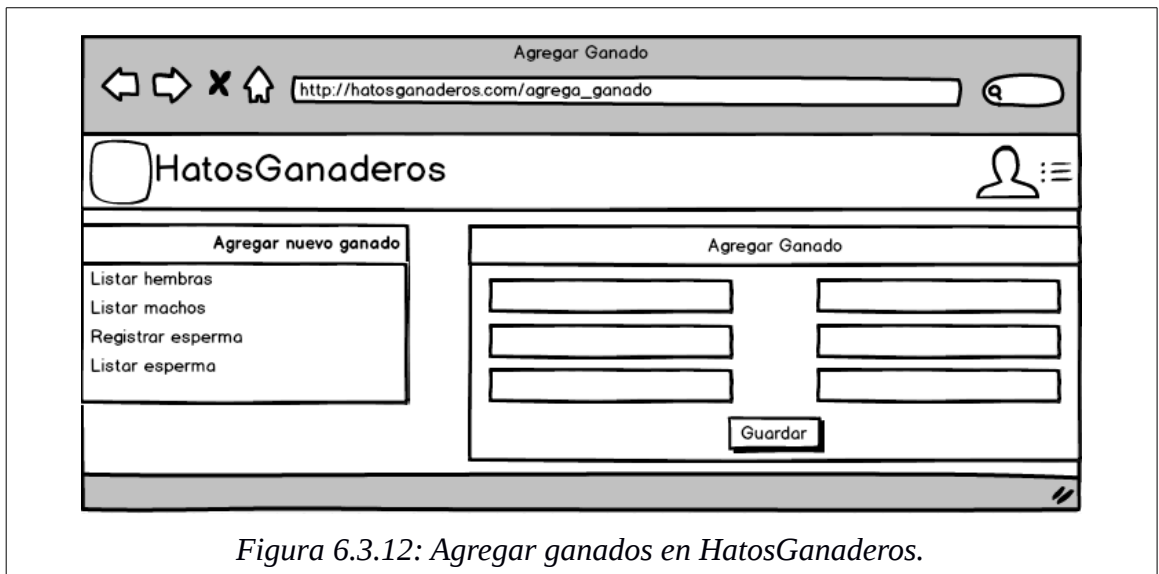 Agregar Ganado
http://hatosganaderos.com/agrega_ganado
HatosGanaderos
Agregar nuevo ganado
Listar hembras
Listar machos
Registrar esperma
Listar esperma
Agregar Ganado
Guardar
Figura 6.3.12: Agregar ganados en HatosGanaderos.